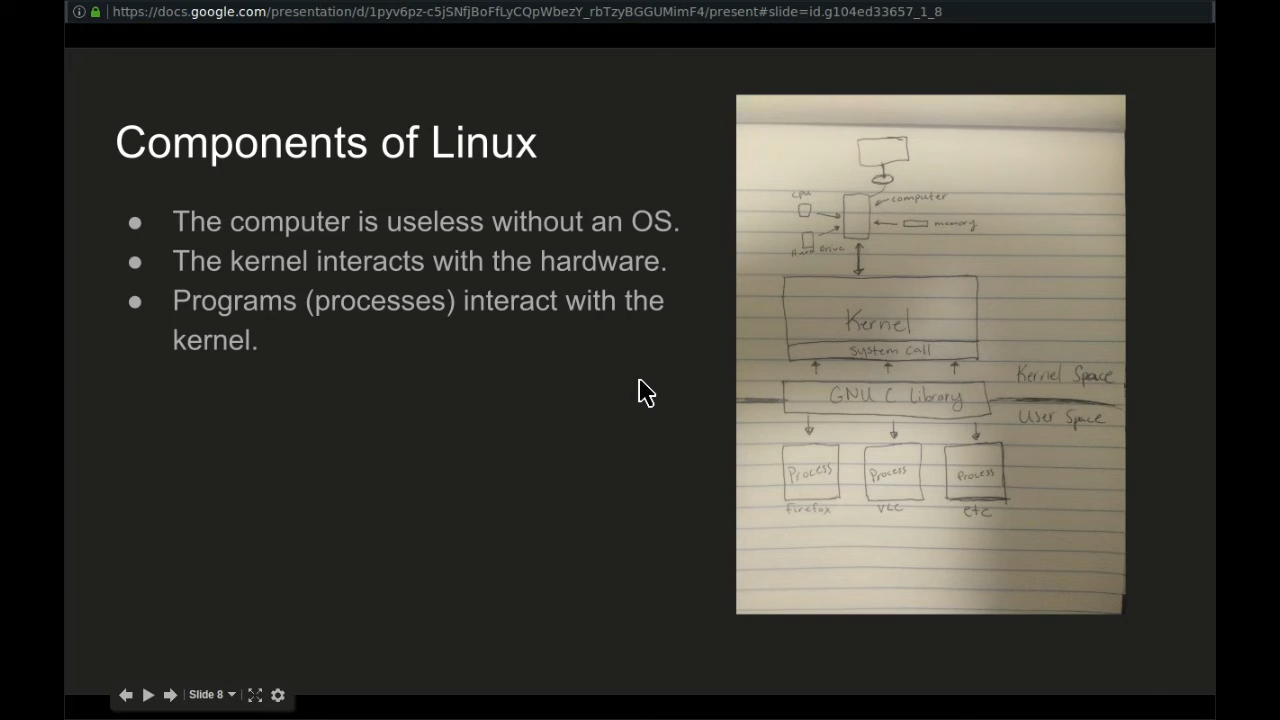 https://docs.google.com/presentation/d/1pyv6pz-c5jSNfjBoFfLyCQpWbezY_rbTzyBGGUMimF4/present#slide=id.g104ed33657_1_8
Components of Linux
● The computer is useless without an OS.
● The kernel interacts with the hardware.
● Programs (processes) interact with the
kernel.
cpu
computer
memory
Hard drive
Kernel
System Call
Kernel Space
GNU C Library
User Space
Process Process Process
firefox VLC etc
Slide 8